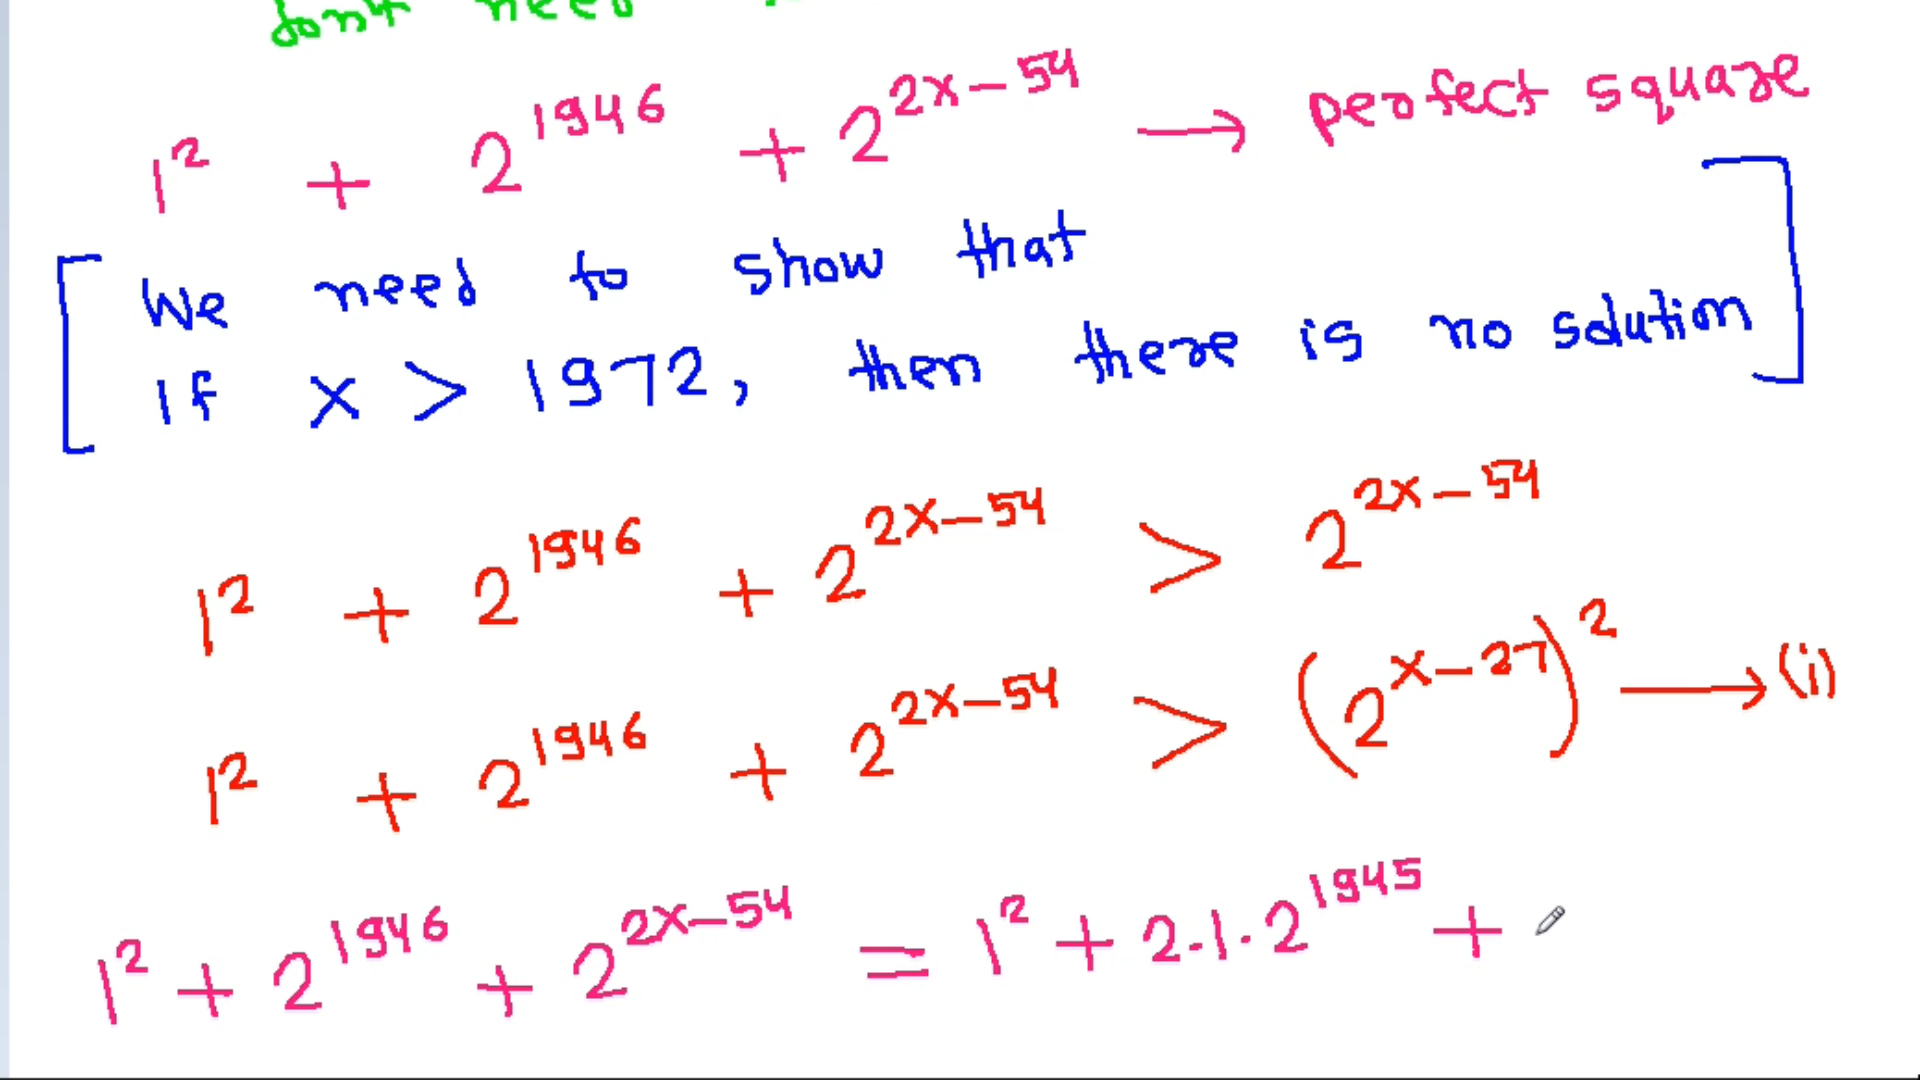 don't need
1² + 2^1946 + 2^(2x-54) → perfect square
[ We need to show that
If x > 1972, then there is no solution ]
1² + 2^1946 + 2^(2x-54) > 2^(2x-54)
1² + 2^1946 + 2^(2x-54) > (2^(x-27))² → (i)
1² + 2^1946 + 2^(2x-54) = 1² + 2·1·2^1945 +